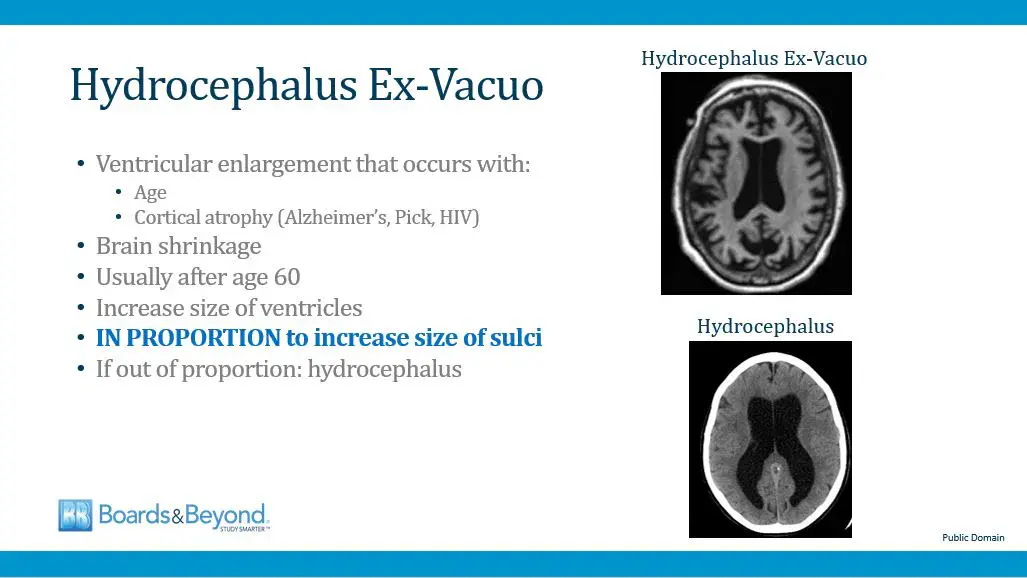 Hydrocephalus Ex-Vacuo
• Ventricular enlargement that occurs with:
• Age
• Cortical atrophy (Alzheimer's, Pick, HIV)
• Brain shrinkage
• Usually after age 60
• Increase size of ventricles
• IN PROPORTION to increase size of sulci
• If out of proportion: hydrocephalus
Hydrocephalus Ex-Vacuo
Hydrocephalus
BB Boards&Beyond®
STUDY SMARTER™
Public Domain